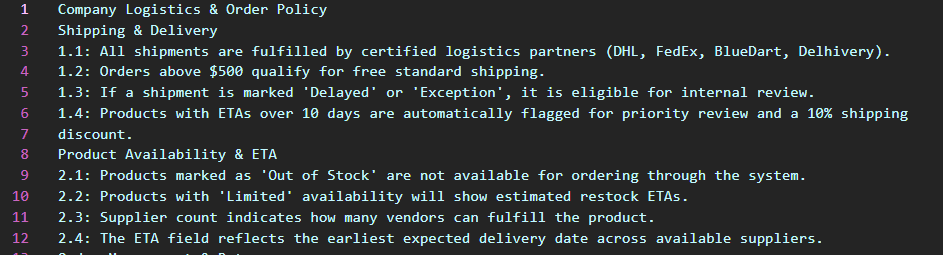 1 Company Logistics & Order Policy
2 Shipping & Delivery
3 1.1: All shipments are fulfilled by certified logistics partners (DHL, FedEx, BlueDart, Delhivery).
4 1.2: Orders above $500 qualify for free standard shipping.
5 1.3: If a shipment is marked 'Delayed' or 'Exception', it is eligible for internal review.
6 1.4: Products with ETAs over 10 days are automatically flagged for priority review and a 10% shipping
7 discount.
8 Product Availability & ETA
9 2.1: Products marked as 'Out of Stock' are not available for ordering through the system.
10 2.2: Products with 'Limited' availability will show estimated restock ETAs.
11 2.3: Supplier count indicates how many vendors can fulfill the product.
12 2.4: The ETA field reflects the earliest expected delivery date across available suppliers.